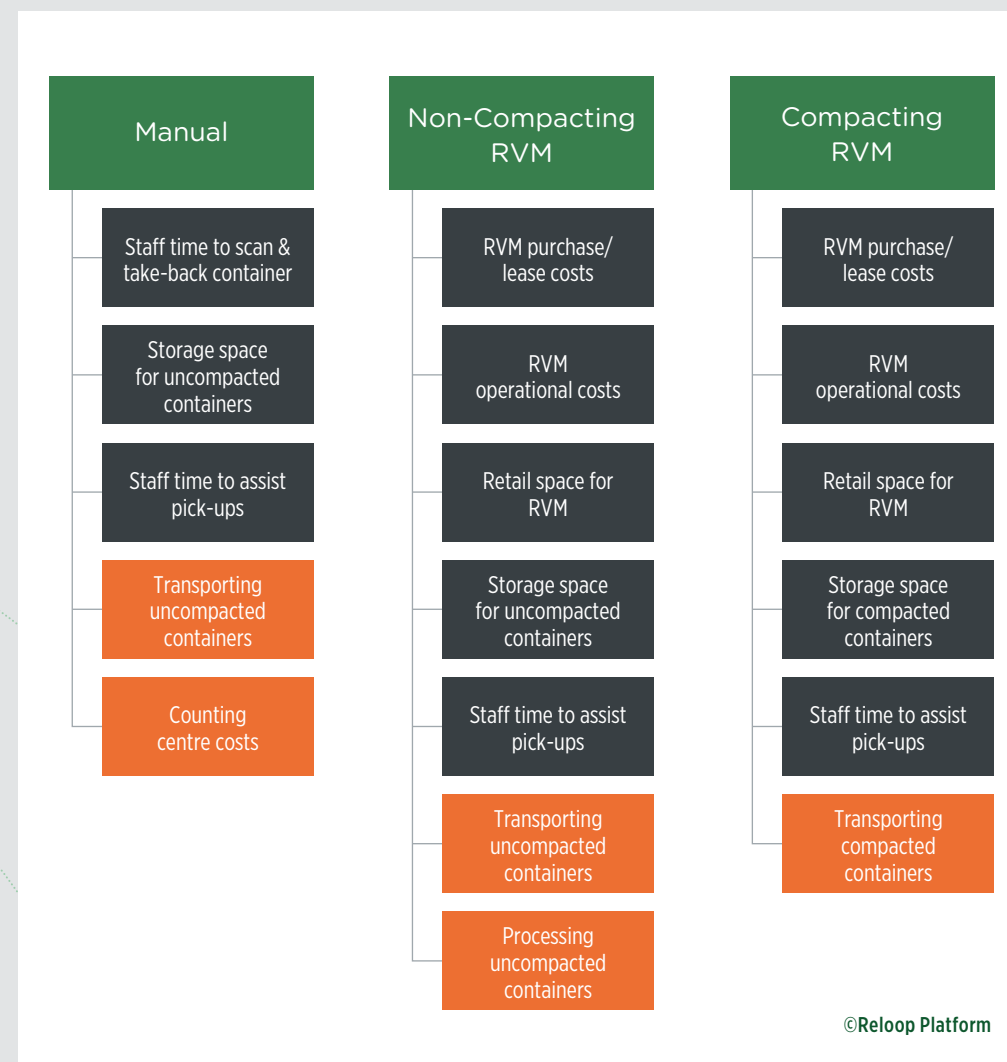 Manual
Staff time to scan &
take-back container
Storage space
for uncompacted
containers
Staff time to assist
pick-ups
Transporting
uncompacted
containers
Counting
centre costs
Non-Compacting
RVM
RVM purchase/
lease costs
RVM
operational costs
Retail space for
RVM
Storage space
for uncompacted
containers
Staff time to assist
pick-ups
Transporting
uncompacted
containers
Processing
uncompacted
containers
Compacting
RVM
RVM purchase/
lease costs
RVM
operational costs
Retail space for
RVM
Storage space
for compacted
containers
Staff time to assist
pick-ups
Transporting
compacted
containers
©Reloop Platform